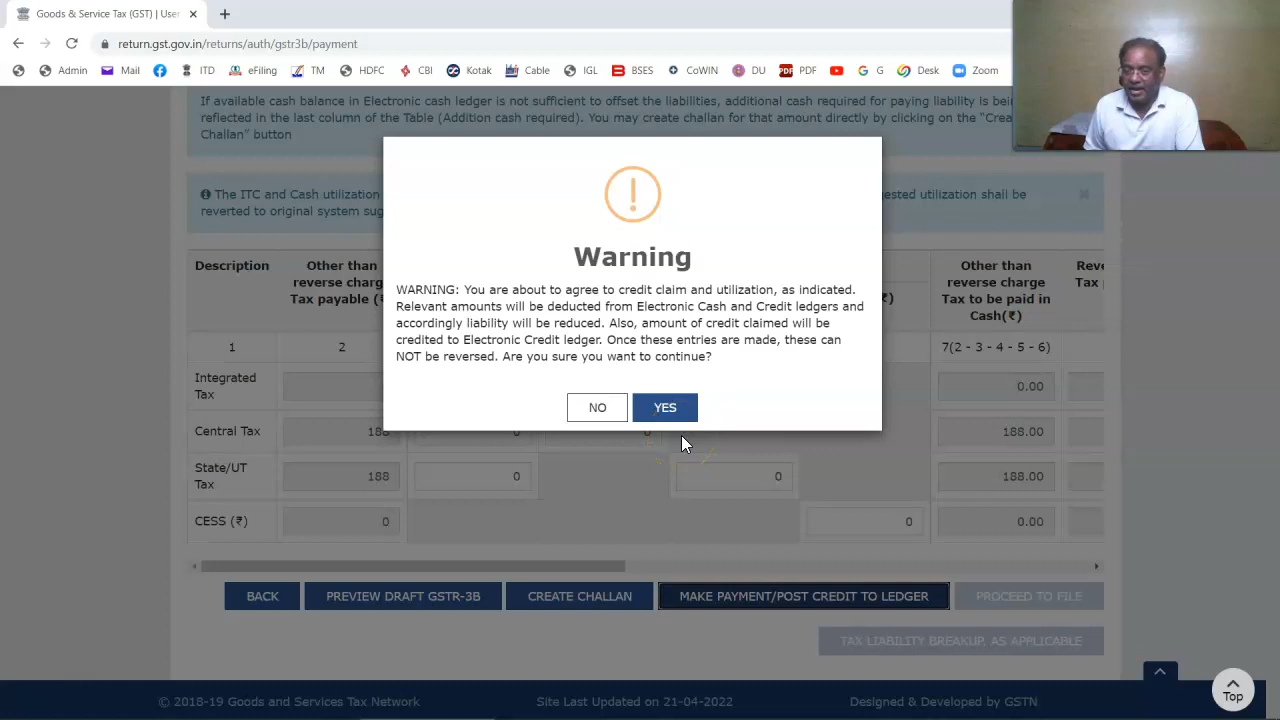 Goods & Service Tax (GST) | User
return.gst.gov.in/returns/auth/gstr3b/payment
Admin Mail ITD eFiling TM HDFC CBI Kotak Cable IGL BSES CoWIN DU PDF PDF G Desk Zoom
If available cash balance in Electronic cash ledger is not sufficient to offset the liabilities, additional cash required for paying liability is being
reflected in the last column of the Table (Addition cash required). You may create challan for that amount directly by clicking on the "Crea
Challan" button
The ITC and Cash utilization
ested utilization shall be
reverted to original system sug
Warning
WARNING: You are about to agree to credit claim and utilization, as indicated.
Relevant amounts will be deducted from Electronic Cash and Credit ledgers and
accordingly liability will be reduced. Also, amount of credit claimed will be
credited to Electronic Credit ledger. Once these entries are made, these can
NOT be reversed. Are you sure you want to continue?
NO YES
Description
Other than
reverse charge
Tax payable (₹
₹)
Other than
reverse charge
Tax to be paid in
Cash(₹)
Reve
Tax p
1 2 7(2 - 3 - 4 - 5 - 6)
Integrated
Tax
0.00
Central Tax 188 0 0 188.00
State/UT
Tax
188 0 0 188.00
CESS (₹) 0 0 0.00
BACK PREVIEW DRAFT GSTR-3B CREATE CHALLAN MAKE PAYMENT/POST CREDIT TO LEDGER PROCEED TO FILE
TAX LIABILITY BREAKUP, AS APPLICABLE
© 2018-19 Goods and Services Tax Network Site Last Updated on 21-04-2022 Designed & Developed by GSTN
Top